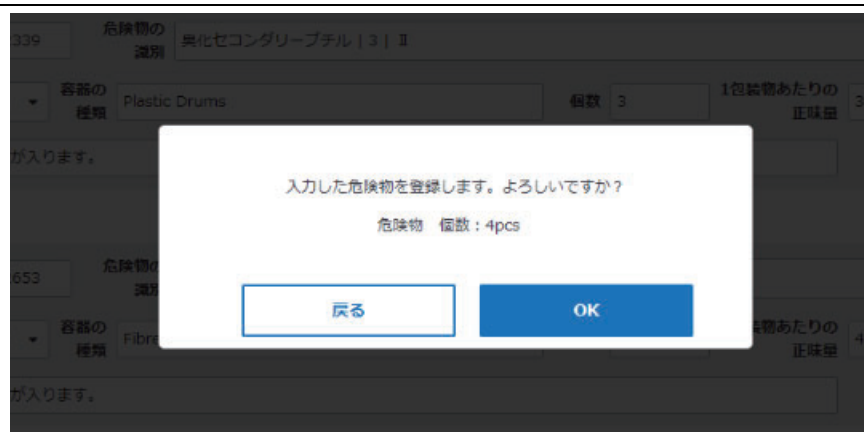 339
危険物の
識別
臭化セコンダリーブチル | 3 | Ⅱ
容器の
種類
Plastic Drums
個数
3
1包装物あたりの
正味量
3
が入ります。
入力した危険物を登録します。よろしいですか？
危険物 個数：4pcs
戻る
OK
653
危険物の
識別
容器の
種類
Fibre
装物あたりの
正味量
4
が入ります。